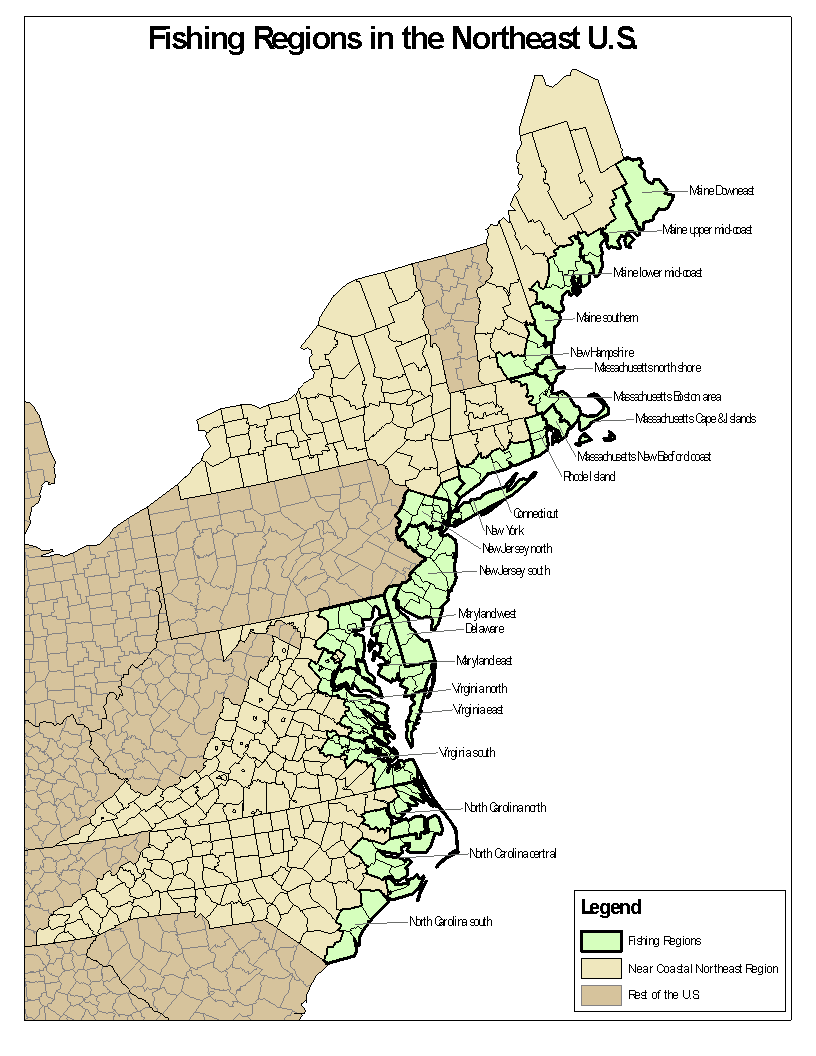 Fishing Regions in the Northeast U.S.
Maine Downeast
Maine upper mid-coast
Maine lower mid-coast
Maine southern
New Hampshire
Massachusetts north shore
Massachusetts Boston area
Massachusetts Cape & Islands
Massachusetts New Bedford coast
Rhode Island
Connecticut
New York
New Jersey north
New Jersey south
Maryland west
Delaware
Maryland east
Virginia north
Virginia east
Virginia south
North Carolina north
North Carolina central
North Carolina south
Legend
Fishing Regions
Near Coastal Northeast Region
Rest of the U.S.